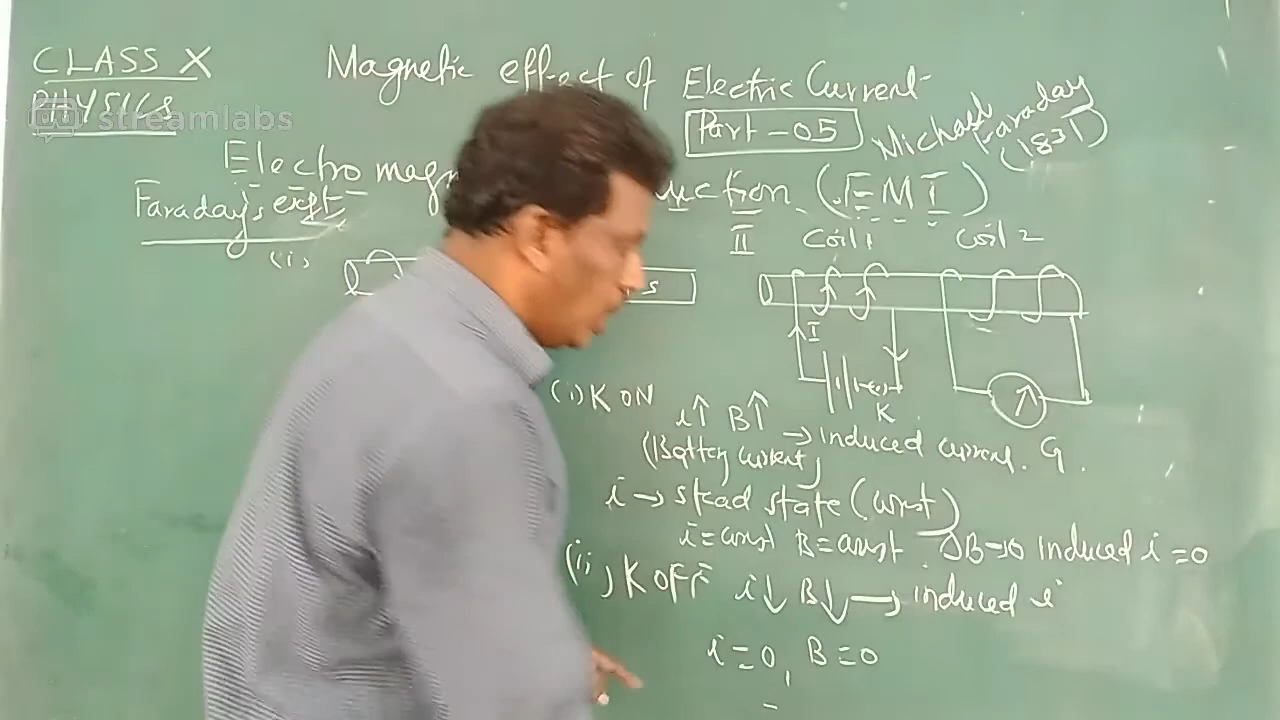 CLASS X
PHYSICS
streamlabs
Magnetic effect of Electric Current
Part - 05
Michael Faraday
(1831)
Electro magn
uction (EMI)
Faraday's expt
(i)
s
II
Coil 1
Coil 2
I
K
G
(i) K ON
i↑ B↑ → Induced current.
(Battery current)
i → stead state (const)
i = const B = const ΔB → 0 induced i = 0
(ii) K OFF i↓ B↓ → induced i
i = 0, B = 0